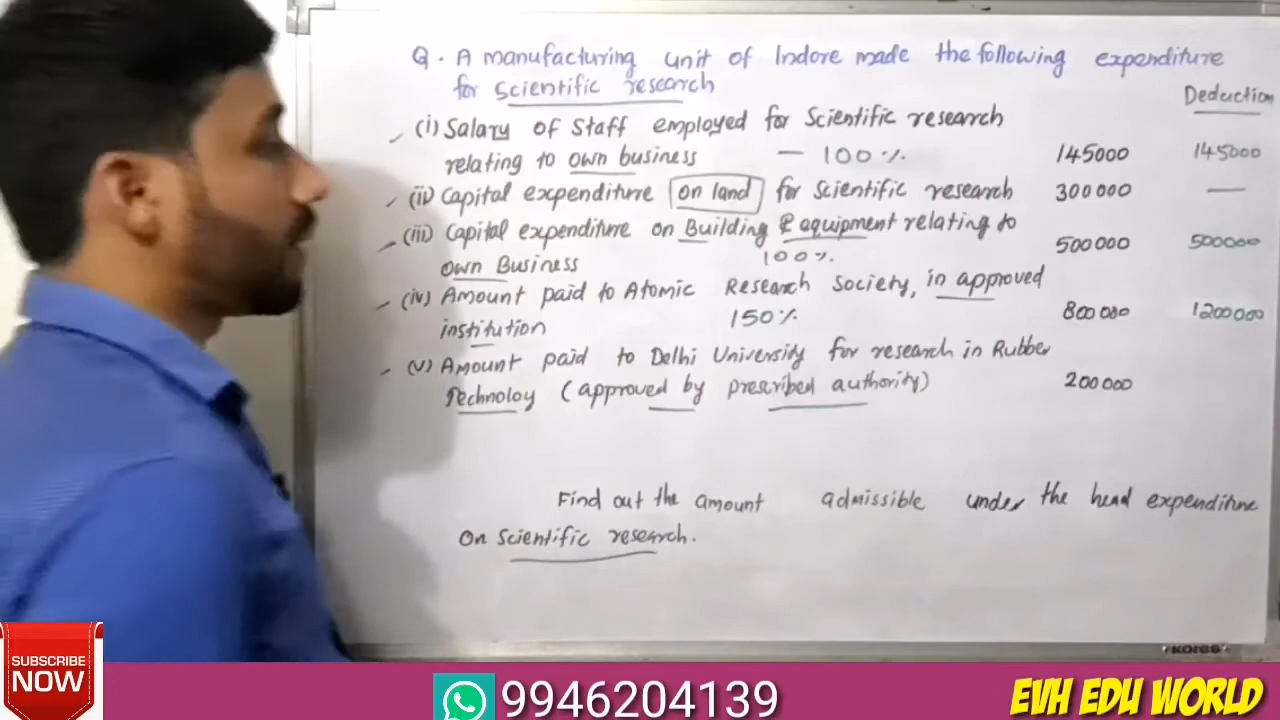 Q. A manufacturing unit of Indore made the following expenditure
for Scientific research
Deduction
(i) Salary of Staff employed for Scientific research
relating to own business - 100% 145000 145000
(ii) Capital expenditure on land for Scientific research 300000 —
(iii) Capital expenditure on Building & equipment relating to
own Business 100% 500000 500000
(iv) Amount paid to Atomic Research Society, in approved
institution 150% 800000 1200000
(v) Amount paid to Delhi University for research in Rubber
Technoloy (approved by prescribed authority) 200000
Find out the amount admissible under the head expenditure
on Scientific research.
kores
SUBSCRIBE
NOW
9946204139
EVH EDU WORLD